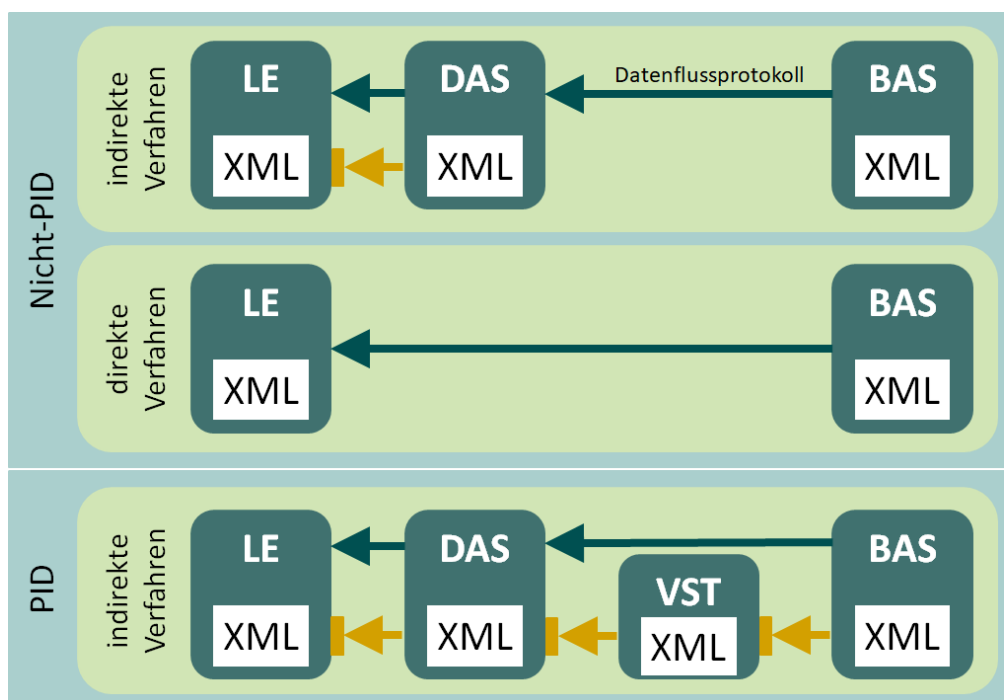 Nicht-PID
indirekte
Verfahren
LE
XML
DAS
XML
Datenflussprotokoll
BAS
XML
direkte
Verfahren
LE
XML
BAS
XML
PID
indirekte
Verfahren
LE
XML
DAS
XML
VST
XML
BAS
XML